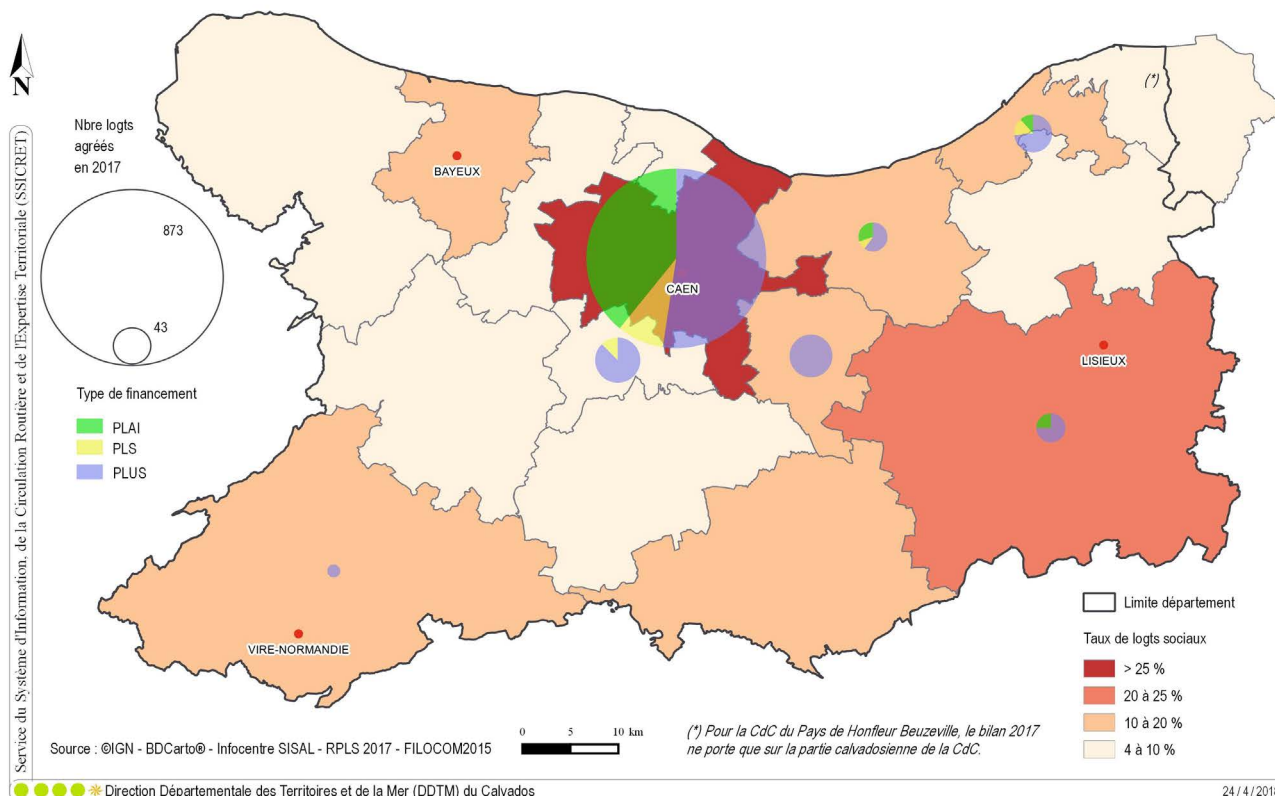 N
Service du Système d'Information, de la Circulation Routière et de l'Expertise Territoriale (SSICRET)
Nbre logts
agréés
en 2017
873
43
Type de financement
PLAI
PLS
PLUS
BAYEUX
CAEN
LISIEUX
VIRE-NORMANDIE
(*)
Limite département
Taux de logts sociaux
> 25 %
20 à 25 %
10 à 20 %
4 à 10 %
Source : ©IGN - BDCarto® - Infocentre SISAL - RPLS 2017 - FILOCOM2015
0 5 10 km
(*) Pour la CdC du Pays de Honfleur Beuzeville, le bilan 2017
ne porte que sur la partie calvadosienne de la CdC.
Direction Départementale des Territoires et de la Mer (DDTM) du Calvados
24 / 4 / 2018